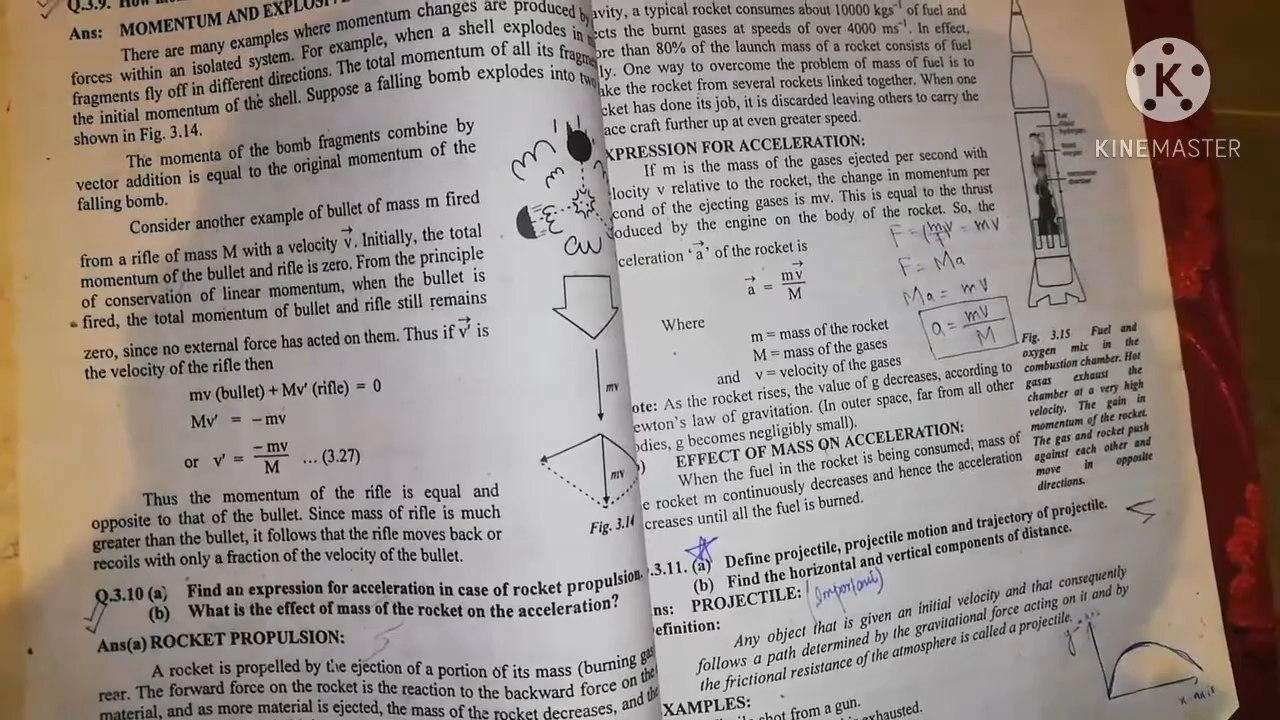 Q.3.9.
Ans: MOMENTUM AND
There are many examples where momentum changes are produced by
forces within an isolated system. For example, when a shell explodes in
fragments fly off in different directions. The total momentum of all its
the initial momentum of the shell. Suppose a falling bomb explodes into two
shown in Fig. 3.14.
The momenta of the bomb fragments combine by
vector addition is equal to the original momentum of the
falling bomb.
Consider another example of bullet of mass m fired
from a rifle of mass M with a velocity v⃗. Initially, the total
momentum of the bullet and rifle is zero. From the principle
of conservation of linear momentum, when the bullet is
fired, the total momentum of bullet and rifle still remains
zero, since no external force has acted on them. Thus if v⃗' is
the velocity of the rifle then
mv (bullet) + Mv' (rifle) = 0
Mv' = - mv
or v' = -mv/M ... (3.27)
Thus the momentum of the rifle is equal and
opposite to that of the bullet. Since mass of rifle is much
greater than the bullet, it follows that the rifle moves back or
recoils with only a fraction of the velocity of the bullet.
mv
mv
Fig. 3.14
Q.3.10 (a) Find an expression for acceleration in case of rocket propulsion.
(b) What is the effect of mass of the rocket on the acceleration?
Ans(a) ROCKET PROPULSION:
A rocket is propelled by the ejection of a portion of its mass (burning
rear. The forward force on the rocket is the reaction to the backward force on the
material, and as more material is ejected, the mass of the rocket decreases, and the
avity, a typical rocket consumes about 10000 kgs⁻¹ of fuel and
ects the burnt gases at speeds of over 4000 ms⁻¹. In effect,
ore than 80% of the launch mass of a rocket consists of fuel
ly. One way to overcome the problem of mass of fuel is to
ake the rocket from several rockets linked together. When one
cket has done its job, it is discarded leaving others to carry the
ace craft further up at even greater speed.
XPRESSION FOR ACCELERATION:
If m is the mass of the gases ejected per second with
locity v relative to the rocket, the change in momentum per
cond of the ejecting gases is mv. This is equal to the thrust
oduced by the engine on the body of the rocket. So, the
celeration 'a⃗' of the rocket is
a⃗ = mv⃗/M
Where
m = mass of the rocket
M = mass of the gases
and v = velocity of the gases
F = Ma
Ma = mv
a = mv/M
ote: As the rocket rises, the value of g decreases, according to
ewton's law of gravitation. (In outer space, far from all other
odies, g becomes negligibly small).
) EFFECT OF MASS ON ACCELERATION:
When the fuel in the rocket is being consumed, mass of
e rocket m continuously decreases and hence the acceleration
creases until all the fuel is burned.
Fig. 3.15 Fuel and
oxygen mix in the
combustion chamber. Hot
gasas exhaust the
chamber at a very high
velocity. The gain in
momentum of the rocket.
The gas and rocket push
against each other and
move in opposite
directions.
.3.11. (a) Define projectile, projectile motion and trajectory of projectile.
(b) Find the horizontal and vertical components of distance.
ns: PROJECTILE: (Important)
efinition:
Any object that is given an initial velocity and that consequently
follows a path determined by the gravitational force acting on it and by
the frictional resistance of the atmosphere is called a projectile.
x-axis
XAMPLES:
shot from a gun.
exhausted.
K
KINEMASTER